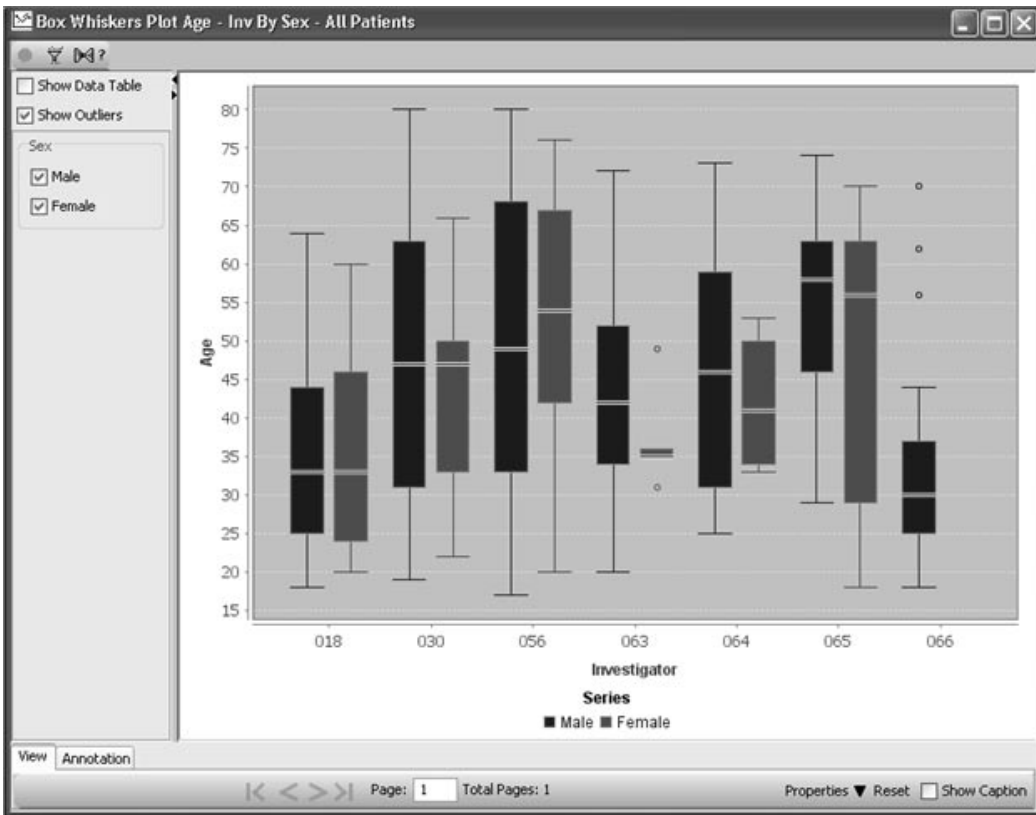 Box Whiskers Plot Age - Inv By Sex - All Patients
?
Show Data Table
Show Outliers
Sex
Male
Female
80
75
70
65
60
55
50
45
40
35
30
25
20
15
Age
018 030 056 063 064 065 066
Investigator
Series
Male Female
View Annotation
Page: 1 Total Pages: 1 Properties ▼ Reset Show Caption